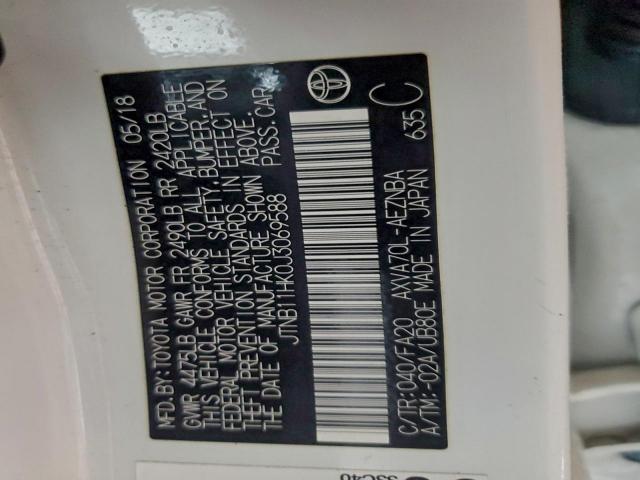 MFD.BY:TOYOTA MOTOR CORPORATION 05/18
GVWR 4475LB GAWR FR 2490LB RR 2420LB
THIS VEHICLE CONFORMS TO ALL APPLICABLE
FEDERAL MOTOR VEHICLE SAFETY,BUMPER,AND
THEFT PREVENTION STANDARDS IN EFFECT ON
THE DATE OF MANUFACTURE SHOWN ABOVE.
JTNB11HK0J3069588 PASS.CAR
C/TR:040/FA20 AXVA70L-AEZNBA
A/TM:-02A/UB80E MADE IN JAPAN 635 C
33C40